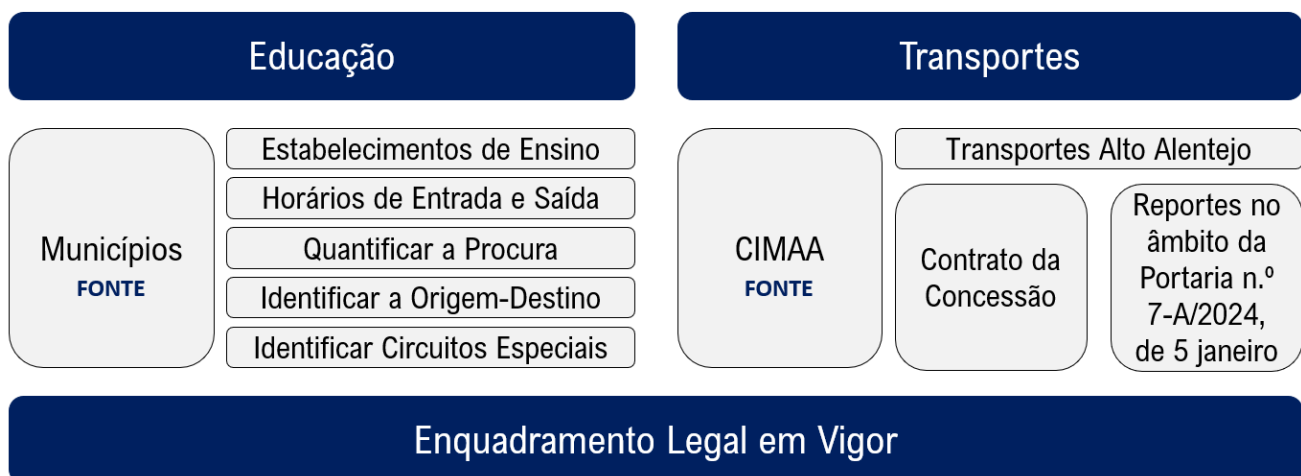 Educação
Transportes
Municípios
FONTE
Estabelecimentos de Ensino
Horários de Entrada e Saída
Quantificar a Procura
Identificar a Origem-Destino
Identificar Circuitos Especiais
CIMAA
FONTE
Transportes Alto Alentejo
Contrato da
Concessão
Reportes no
âmbito da
Portaria n.º
7-A/2024,
de 5 janeiro
Enquadramento Legal em Vigor